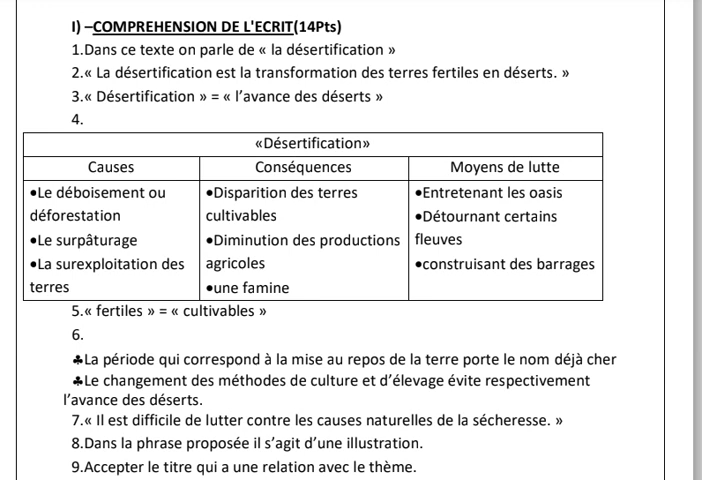 I) –COMPREHENSION DE L'ECRIT(14Pts)
1.Dans ce texte on parle de « la désertification »
2.« La désertification est la transformation des terres fertiles en déserts. »
3.« Désertification » = « l'avance des déserts »
4.
«Désertification»
Causes
Conséquences
Moyens de lutte
•Le déboisement ou
déforestation
•Le surpâturage
•La surexploitation des
terres
•Disparition des terres
cultivables
•Diminution des productions
agricoles
•une famine
•Entretenant les oasis
•Détournant certains
fleuves
•construisant des barrages
5.« fertiles » = « cultivables »
6.
♣La période qui correspond à la mise au repos de la terre porte le nom déjà cher
♣Le changement des méthodes de culture et d'élevage évite respectivement
l'avance des déserts.
7.« Il est difficile de lutter contre les causes naturelles de la sécheresse. »
8.Dans la phrase proposée il s'agit d'une illustration.
9.Accepter le titre qui a une relation avec le thème.